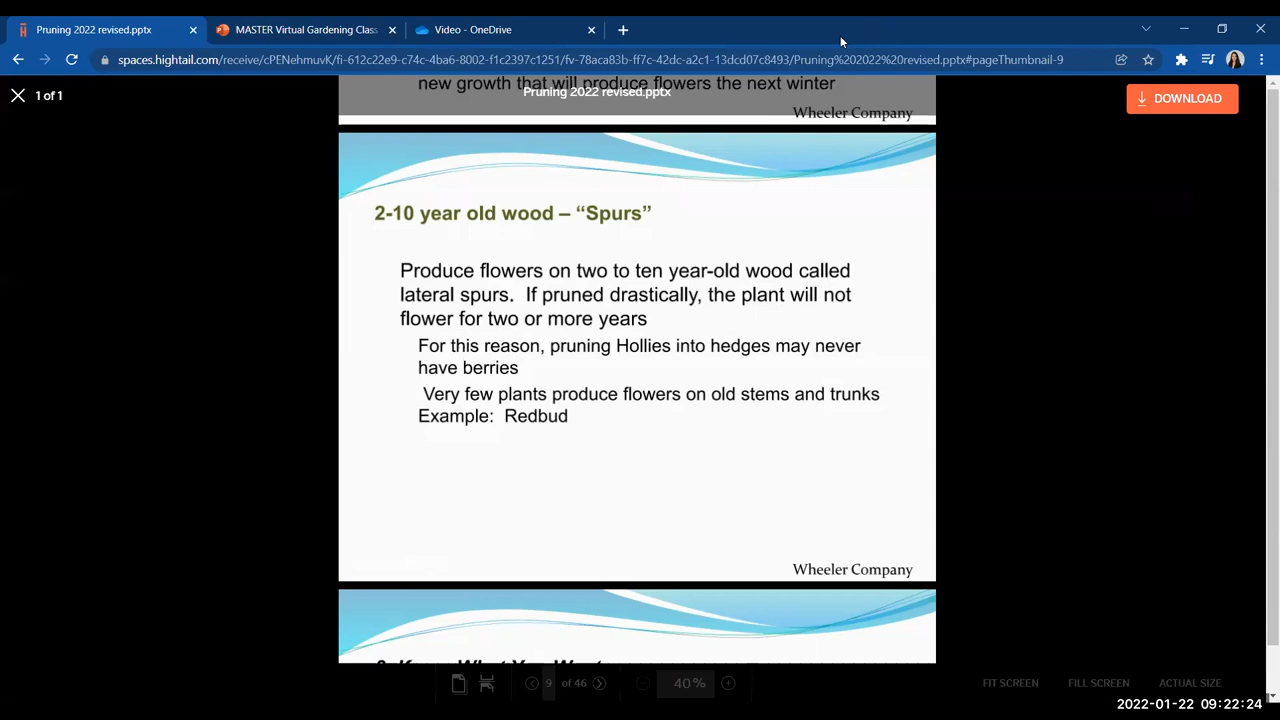 Pruning 2022 revised.pptx
MASTER Virtual Gardening Class
Video - OneDrive
spaces.hightail.com/receive/cPENehmuvK/fi-612c22e9-c74c-4ba6-8002-f1c2397c1251/fv-78aca83b-ff7c-42dc-a2c1-13dcd07c8493/Pruning%202022%20revised.pptx#pageThumbnail-9
1 of 1
new growth that will produce flowers the next winter
Pruning 2022 revised.pptx
DOWNLOAD
Wheeler Company
2-10 year old wood – “Spurs”
Produce flowers on two to ten year-old wood called
lateral spurs. If pruned drastically, the plant will not
flower for two or more years
For this reason, pruning Hollies into hedges may never
have berries
Very few plants produce flowers on old stems and trunks
Example: Redbud
Wheeler Company
9 of 46
40 %
FIT SCREEN
FILL SCREEN
ACTUAL SIZE
2022-01-22 09:22:24